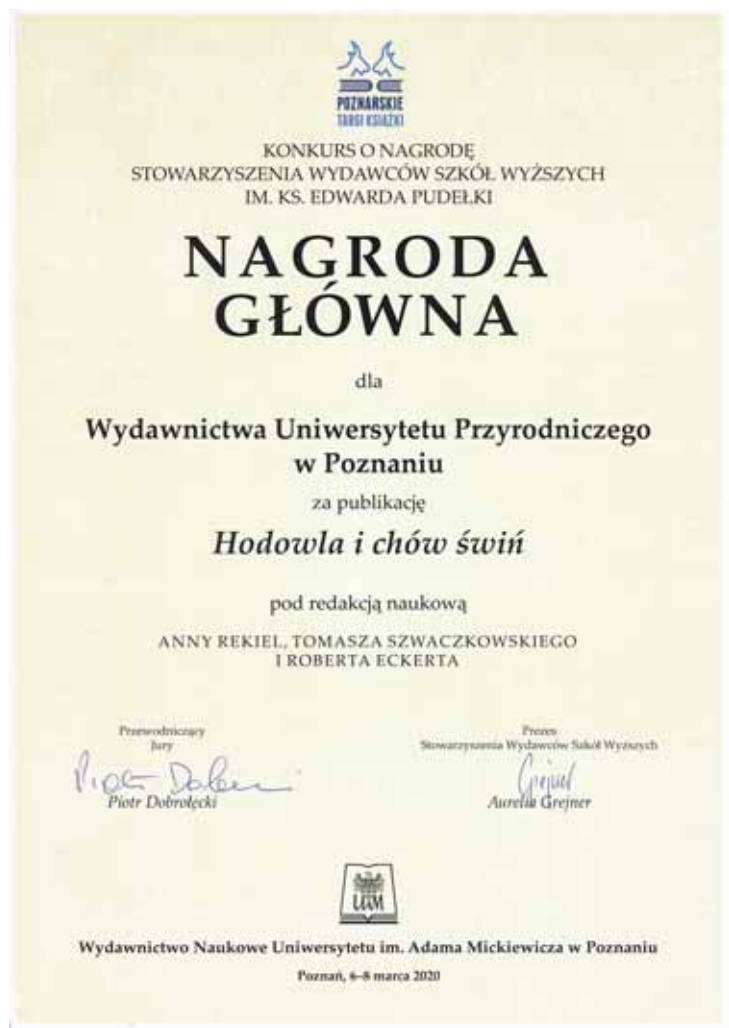 POZNAŃSKIE
TARGI KSIĄŻKI
KONKURS O NAGRODĘ
STOWARZYSZENIA WYDAWCÓW SZKÓŁ WYŻSZYCH
IM. KS. EDWARDA PUDEŁKI
NAGRODA
GŁÓWNA
dla
Wydawnictwa Uniwersytetu Przyrodniczego
w Poznaniu
za publikację
Hodowla i chów świń
pod redakcją naukową
ANNY REKIEL, TOMASZA SZWACZKOWSKIEGO
I ROBERTA ECKERTA
Przewodniczący
Jury
Piotr Dobrołęcki
Prezes
Stowarzyszenia Wydawców Szkół Wyższych
Grejner
Aurelia Grejner
UAM
Wydawnictwo Naukowe Uniwersytetu im. Adama Mickiewicza w Poznaniu
Poznań, 6–8 marca 2020